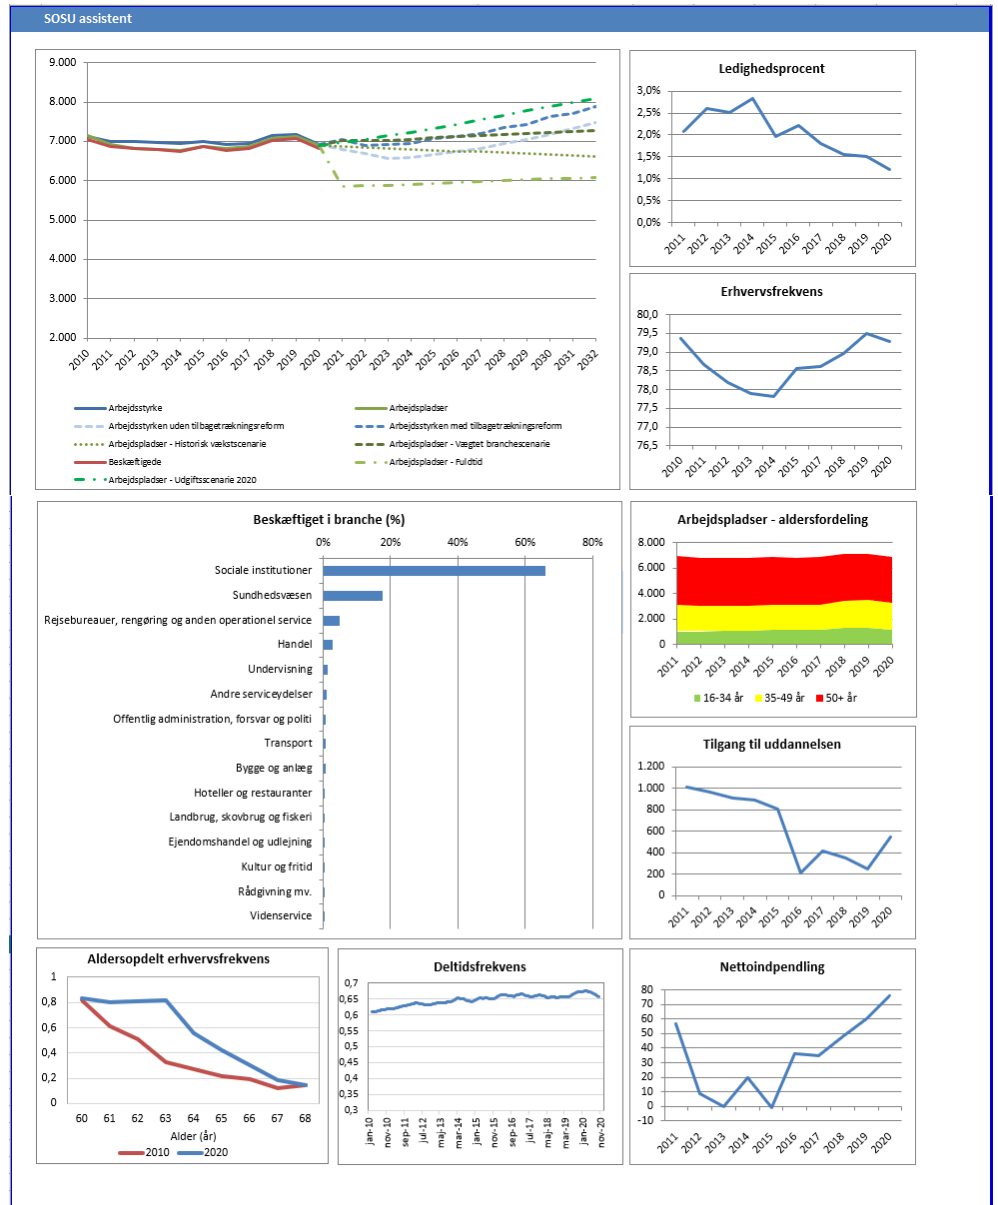 SOSU assistent
9.000
8.000
7.000
6.000
5.000
4.000
3.000
2.000
2010 2011 2012 2013 2014 2015 2016 2017 2018 2019 2020 2021 2022 2023 2024 2025 2026 2027 2028 2029 2030 2031 2032
Arbejdsstyrke
Arbejdspladser
Arbejdsstyrken uden tilbagetrækningsreform
Arbejdsstyrken med tilbagetrækningsreform
Arbejdspladser - Historisk vækstscenarie
Arbejdspladser - Vægtet branchescenarie
Beskæftigede
Arbejdspladser - Fuldtid
Arbejdspladser - Udgiftsscenarie 2020
Ledighedsprocent
3,0%
2,5%
2,0%
1,5%
1,0%
0,5%
0,0%
2011 2012 2013 2014 2015 2016 2017 2018 2019 2020
Erhvervsfrekvens
80,0
79,5
79,0
78,5
78,0
77,5
77,0
76,5
2010 2011 2012 2013 2014 2015 2016 2017 2018 2019 2020
Beskæftiget i branche (%)
0% 20% 40% 60% 80%
Sociale institutioner
Sundhedsvæsen
Rejsebureauer, rengøring og anden operationel service
Handel
Undervisning
Andre serviceydelser
Offentlig administration, forsvar og politi
Transport
Bygge og anlæg
Hoteller og restauranter
Landbrug, skovbrug og fiskeri
Ejendomshandel og udlejning
Kultur og fritid
Rådgivning mv.
Videnservice
Arbejdspladser - aldersfordeling
8.000
6.000
4.000
2.000
0
2011 2012 2013 2014 2015 2016 2017 2018 2019 2020
16-34 år 35-49 år 50+ år
Tilgang til uddannelsen
1.200
1.000
800
600
400
200
0
2011 2012 2013 2014 2015 2016 2017 2018 2019 2020
Aldersopdelt erhvervsfrekvens
1
0,8
0,6
0,4
0,2
0
60 61 62 63 64 65 66 67 68
Alder (år)
2010 2020
Deltidsfrekvens
0,7
0,65
0,6
0,55
0,5
0,45
0,4
0,35
0,3
jan-10 nov-10 sep-11 jul-12 maj-13 mar-14 jan-15 nov-15 sep-16 jul-17 maj-18 mar-19 jan-20 nov-20
Nettoindpendling
80
70
60
50
40
30
20
10
0
-10
2011 2012 2013 2014 2015 2016 2017 2018 2019 2020